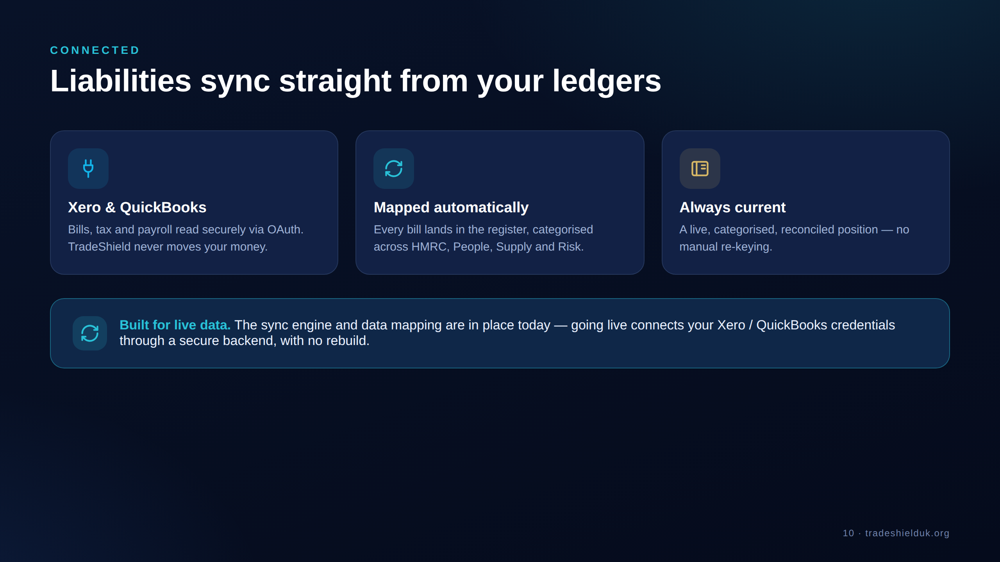 CONNECTED
Liabilities sync straight from your ledgers
Xero & QuickBooks
Bills, tax and payroll read securely via OAuth.
TradeShield never moves your money.
Mapped automatically
Every bill lands in the register, categorised
across HMRC, People, Supply and Risk.
Always current
A live, categorised, reconciled position — no
manual re-keying.
Built for live data. The sync engine and data mapping are in place today — going live connects your Xero / QuickBooks credentials
through a secure backend, with no rebuild.
10 · tradeshielduk.org